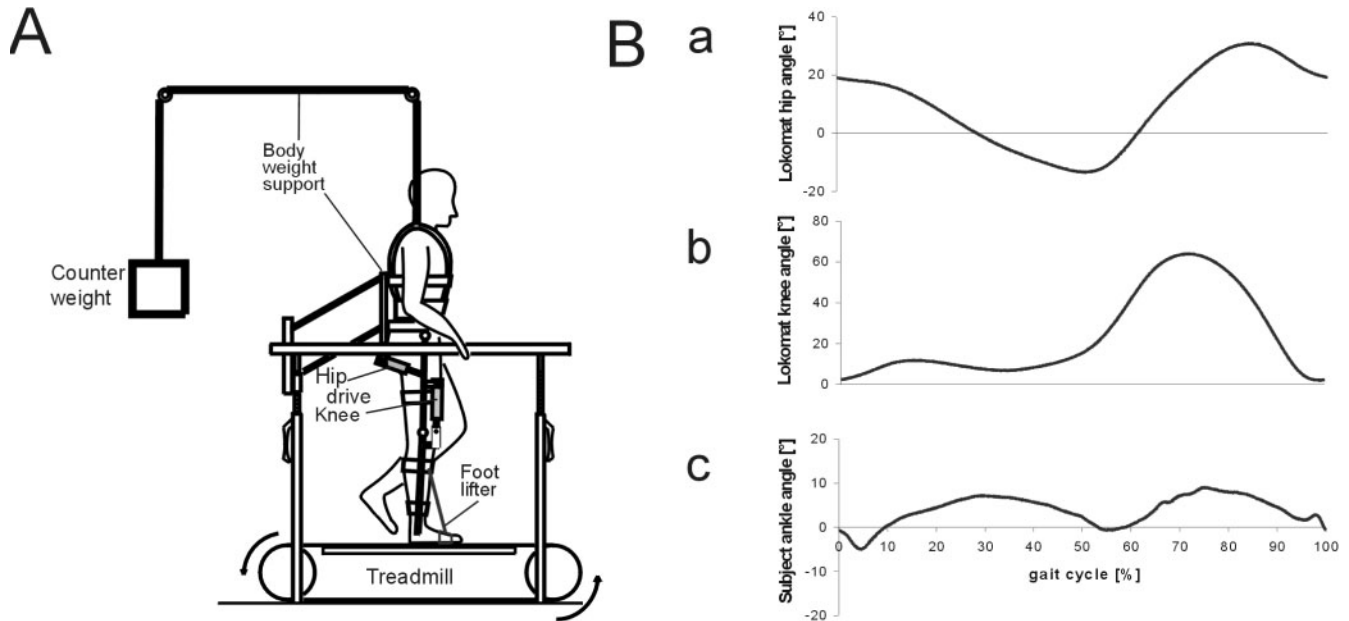 A
Body
weight
support
Counter
weight
Hip
drive
Knee
Foot
lifter
Treadmill
B
a
Lokomat hip angle [°]
40
20
0
-20
b
Lokomat knee angle [°]
80
60
40
20
0
c
Subject ankle angle [°]
20
10
0
-10
-20
0 10 20 30 40 50 60 70 80 90 100
gait cycle [%]